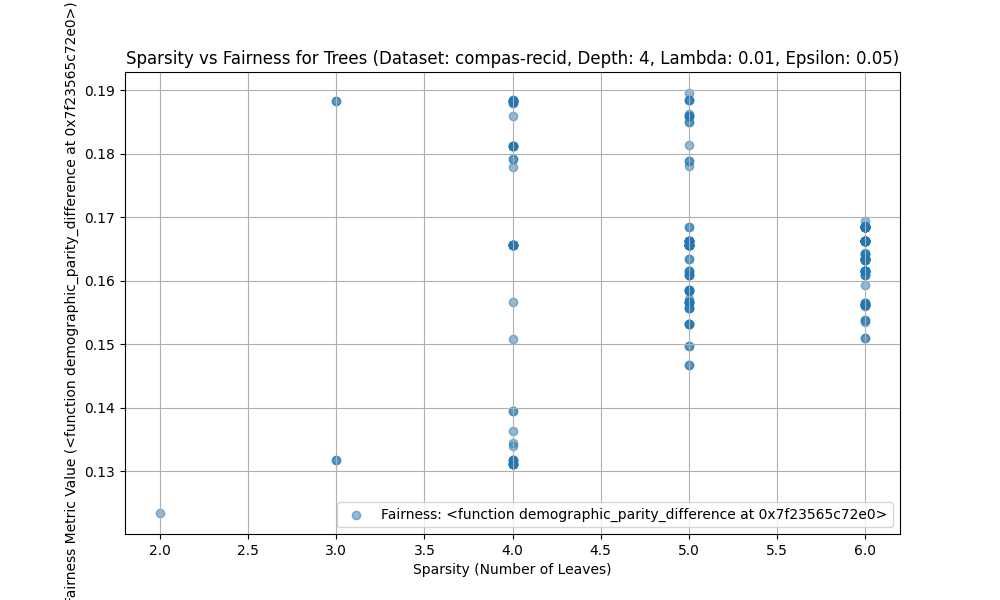 Sparsity vs Fairness for Trees (Dataset: compas-recid, Depth: 4, Lambda: 0.01, Epsilon: 0.05)
Fairness Metric Value (<function demographic_parity_difference at 0x7f23565c72e0>)
0.19
0.18
0.17
0.16
0.15
0.14
0.13
Fairness: <function demographic_parity_difference at 0x7f23565c72e0>
2.0 2.5 3.0 3.5 4.0 4.5 5.0 5.5 6.0
Sparsity (Number of Leaves)